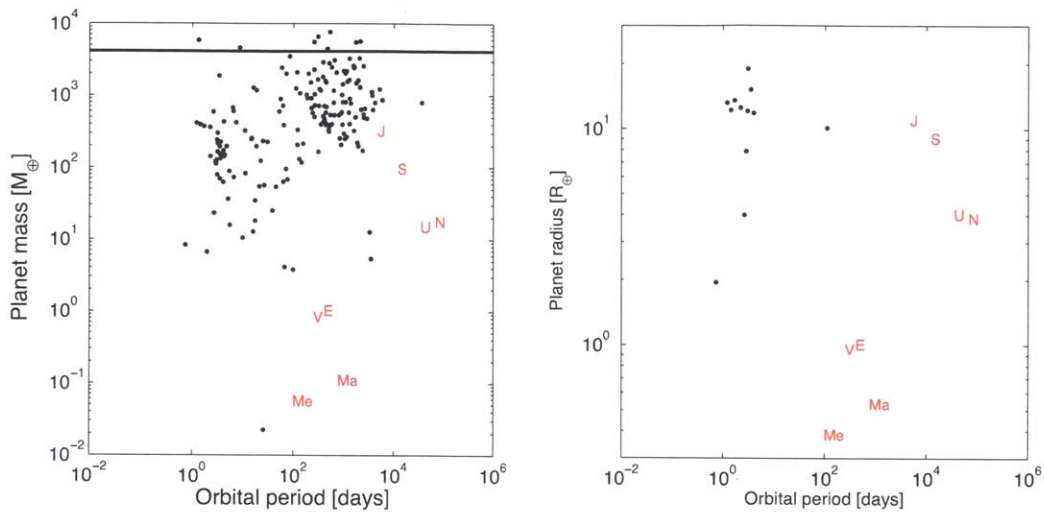 10^4
10^3
10^2
10^1
10^0
10^-1
10^-2
Planet mass [M⊕]
J
S
U N
V E
Ma
Me
10^-2
10^0
10^2
10^4
10^6
Orbital period [days]
10^1
10^0
Planet radius [R⊕]
J
S
U N
V E
Ma
Me
10^-2
10^0
10^2
10^4
10^6
Orbital period [days]